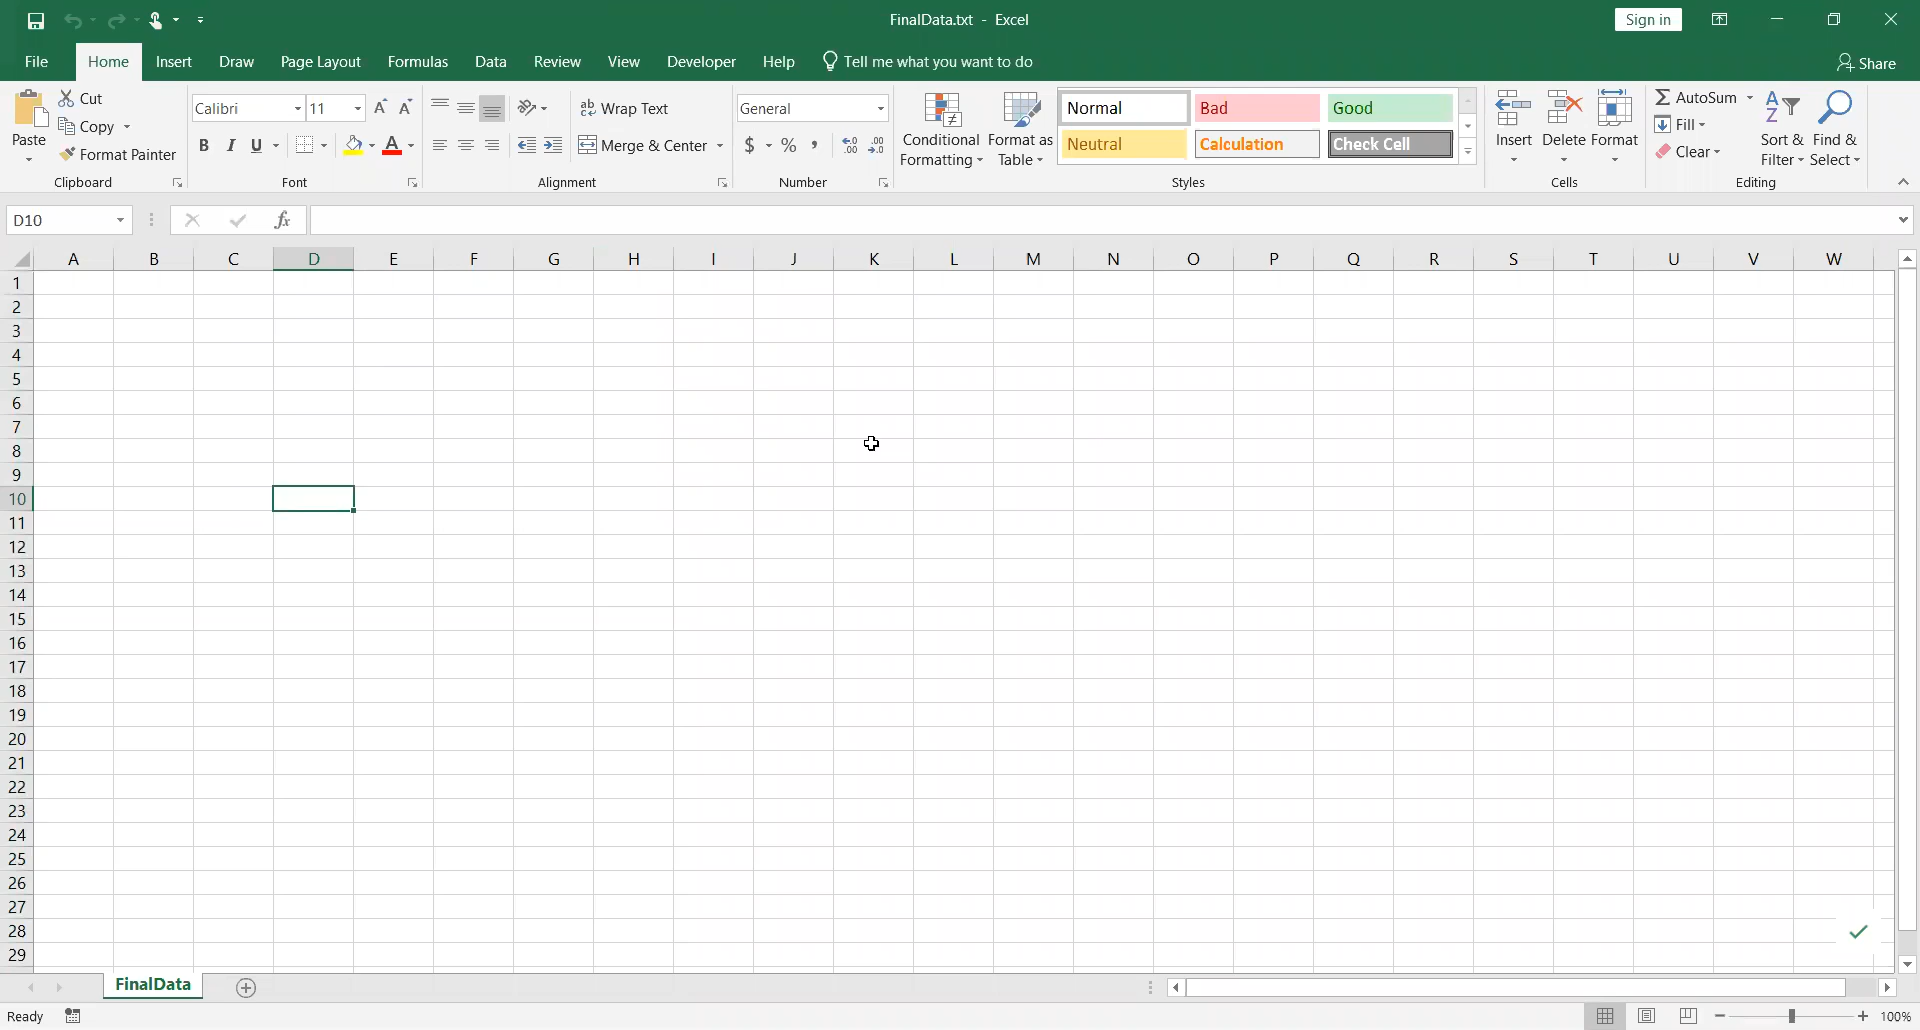 FinalData.txt - Excel
Sign in
File Home Insert Draw Page Layout Formulas Data Review View Developer Help Tell me what you want to do Share
Paste
Cut
Copy
Format Painter
Clipboard
Calibri 11
B I U A
Font
ab Wrap Text
Merge & Center
Alignment
General
$ % , .00 .00
Number
Conditional Formatting
Format as Table
Normal Bad Good
Neutral Calculation Check Cell
Styles
Insert Delete Format
Cells
AutoSum
Fill
Clear
Sort & Filter
Find & Select
Editing
D10 fx
A B C D E F G H I J K L M N O P Q R S T U V W
1
2
3
4
5
6
7
8
9
10
11
12
13
14
15
16
17
18
19
20
21
22
23
24
25
26
27
28
29
FinalData
Ready 100%